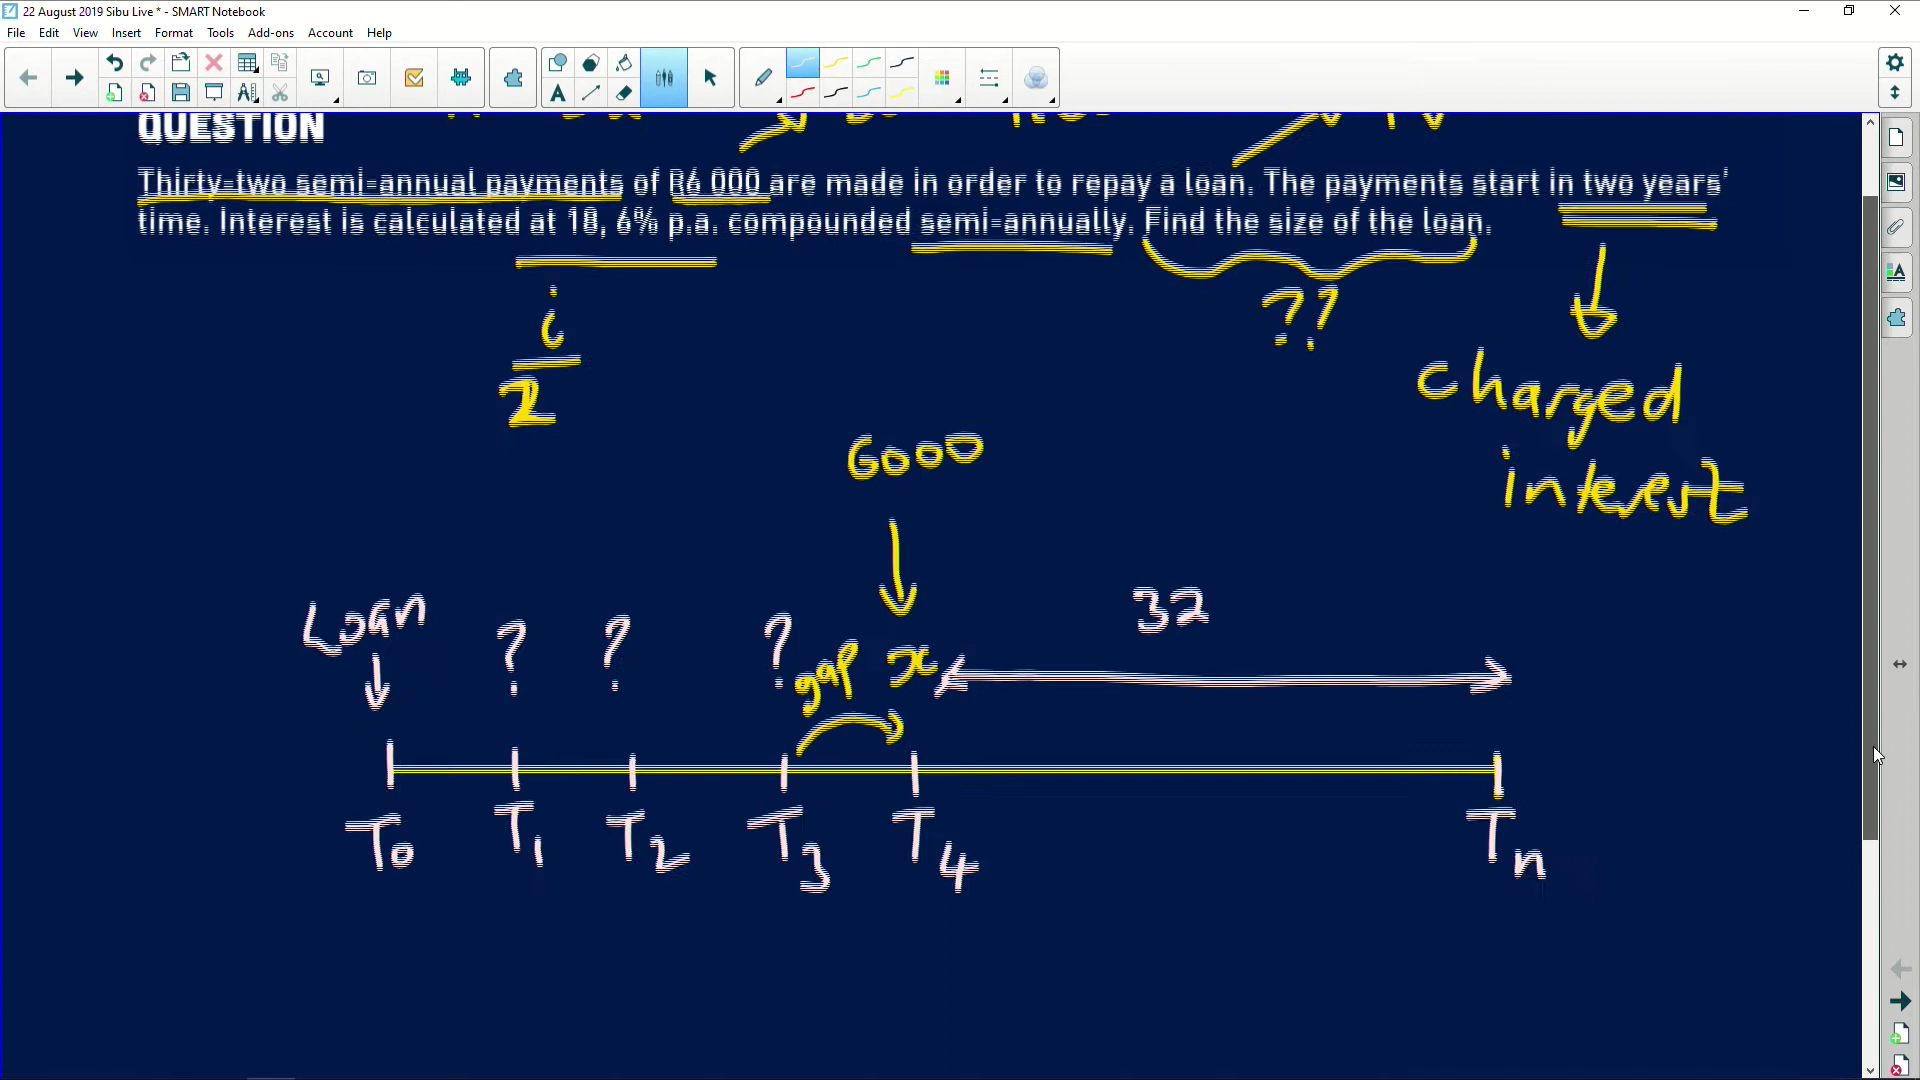 22 August 2019 Sibu Live * - SMART Notebook
File Edit View Insert Format Tools Add-ons Account Help
QUESTION
Thirty-two semi-annual payments of R6 000 are made in order to repay a loan. The payments start in two years'
time. Interest is calculated at 18, 6% p.a. compounded semi-annually. Find the size of the loan.
i
2
??
charged
interest
6000
Loan ? ? ? gap x 32
T0 T1 T2 T3 T4 Tn